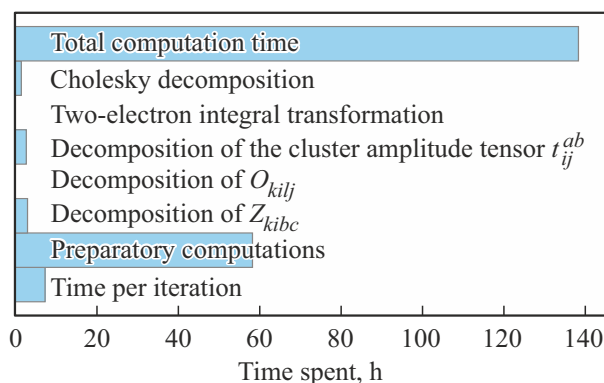 Total computation time
Cholesky decomposition
Two-electron integral transformation
Decomposition of the cluster amplitude tensor t_{ij}^{ab}
Decomposition of O_{kilj}
Decomposition of Z_{kibc}
Preparatory computations
Time per iteration
0 20 40 60 80 100 120 140
Time spent, h